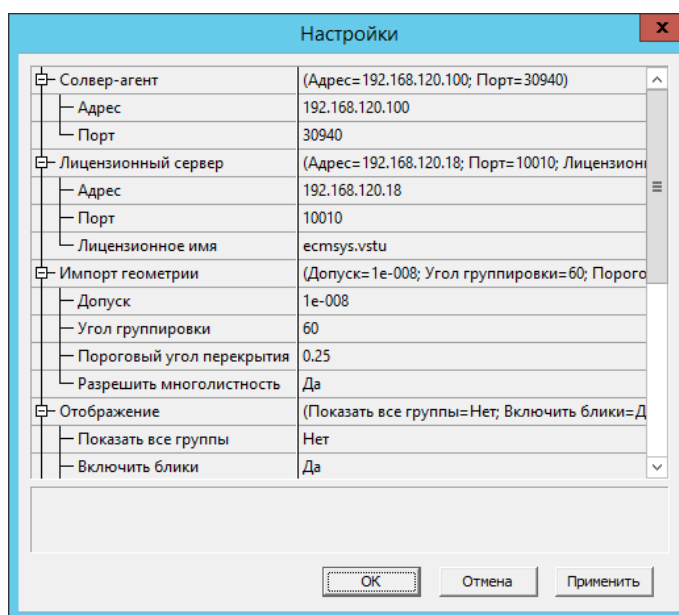 Настройки
x
Солвер-агент (Адрес=192.168.120.100; Порт=30940)
Адрес 192.168.120.100
Порт 30940
Лицензионный сервер (Адрес=192.168.120.18; Порт=10010; Лицензионн
Адрес 192.168.120.18
Порт 10010
Лицензионное имя ecmsys.vstu
Импорт геометрии (Допуск=1e-008; Угол группировки=60; Порого
Допуск 1e-008
Угол группировки 60
Пороговый угол перекрытия 0.25
Разрешить многолистность Да
Отображение (Показать все группы=Нет; Включить блики=Д
Показать все группы Нет
Включить блики Да
OK Отмена Применить